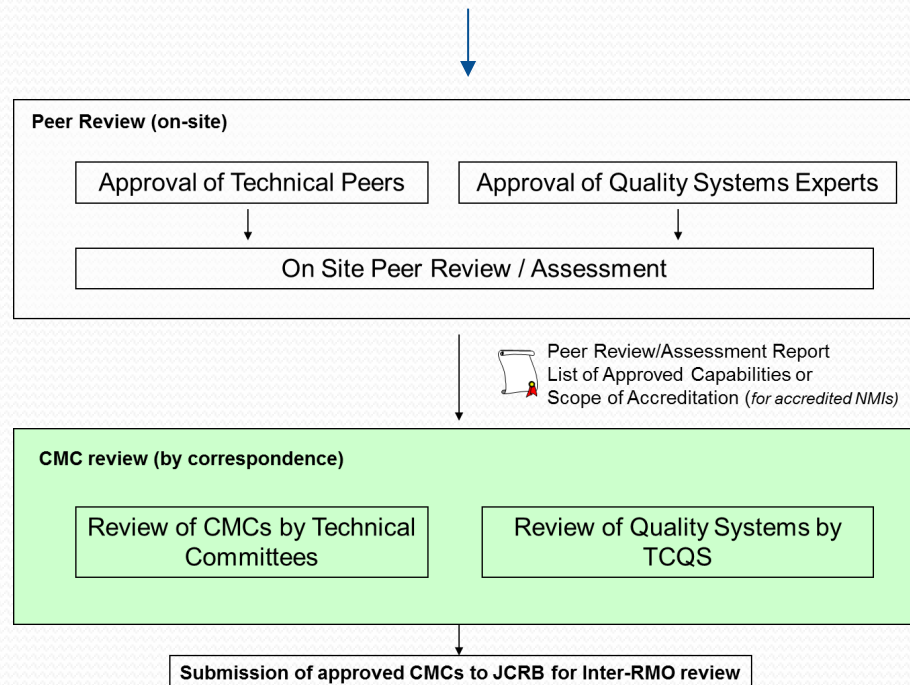 Peer Review (on-site)
Approval of Technical Peers
Approval of Quality Systems Experts
On Site Peer Review / Assessment
Peer Review/Assessment Report
List of Approved Capabilities or
Scope of Accreditation (for accredited NMIs)
CMC review (by correspondence)
Review of CMCs by Technical
Committees
Review of Quality Systems by
TCQS
Submission of approved CMCs to JCRB for Inter-RMO review